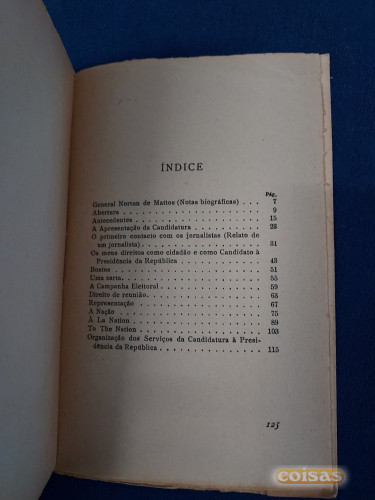 ÍNDICE
Pág.
General Norton de Mattos (Notas biográficas) . . . 7
Abertura . . . . . . . . . . . . . . . . . . 9
Antecedentes . . . . . . . . . . . . . . . . 15
A Apresentação da Candidatura . . . . . . . . . 23
O primeiro contacto com os jornalistas (Relato de
um jornalista) . . . . . . . . . . . . . . . . 31
Os meus direitos como cidadão e como Candidato à
Presidência da República . . . . . . . . . . . 43
Boatos . . . . . . . . . . . . . . . . . . . 51
Uma carta . . . . . . . . . . . . . . . . . . 55
A Campanha Eleitoral . . . . . . . . . . . . . 59
Direito de reunião . . . . . . . . . . . . . . 63
Representação . . . . . . . . . . . . . . . . 67
A Nação . . . . . . . . . . . . . . . . . . . 75
À La Nation . . . . . . . . . . . . . . . . . 89
To The Nation . . . . . . . . . . . . . . . . 103
Organização dos Serviços da Candidatura à Presi-
dência da República . . . . . . . . . . . . . . 115
125
coisas